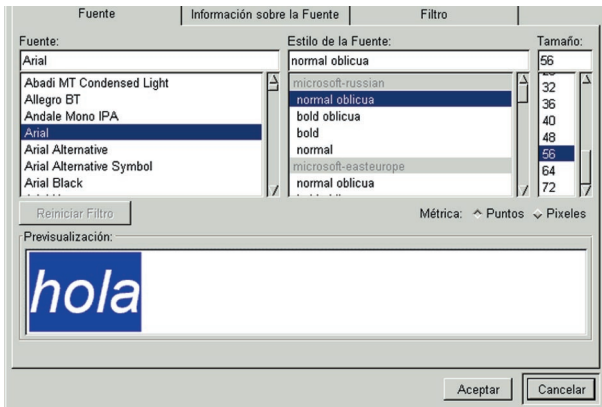 Fuente Información sobre la Fuente Filtro
Fuente: Estilo de la Fuente: Tamaño:
Arial normal oblicua 56
Abadi MT Condensed Light
Allegro BT
Andale Mono IPA
Arial
Arial Alternative
Arial Alternative Symbol
Arial Black
microsoft-russian
normal oblicua
bold oblicua
bold
normal
microsoft-easteurope
normal oblicua
32
36
40
48
56
64
72
Reiniciar Filtro Métrica: Puntos Pixeles
Previsualización:
hola
Aceptar Cancelar